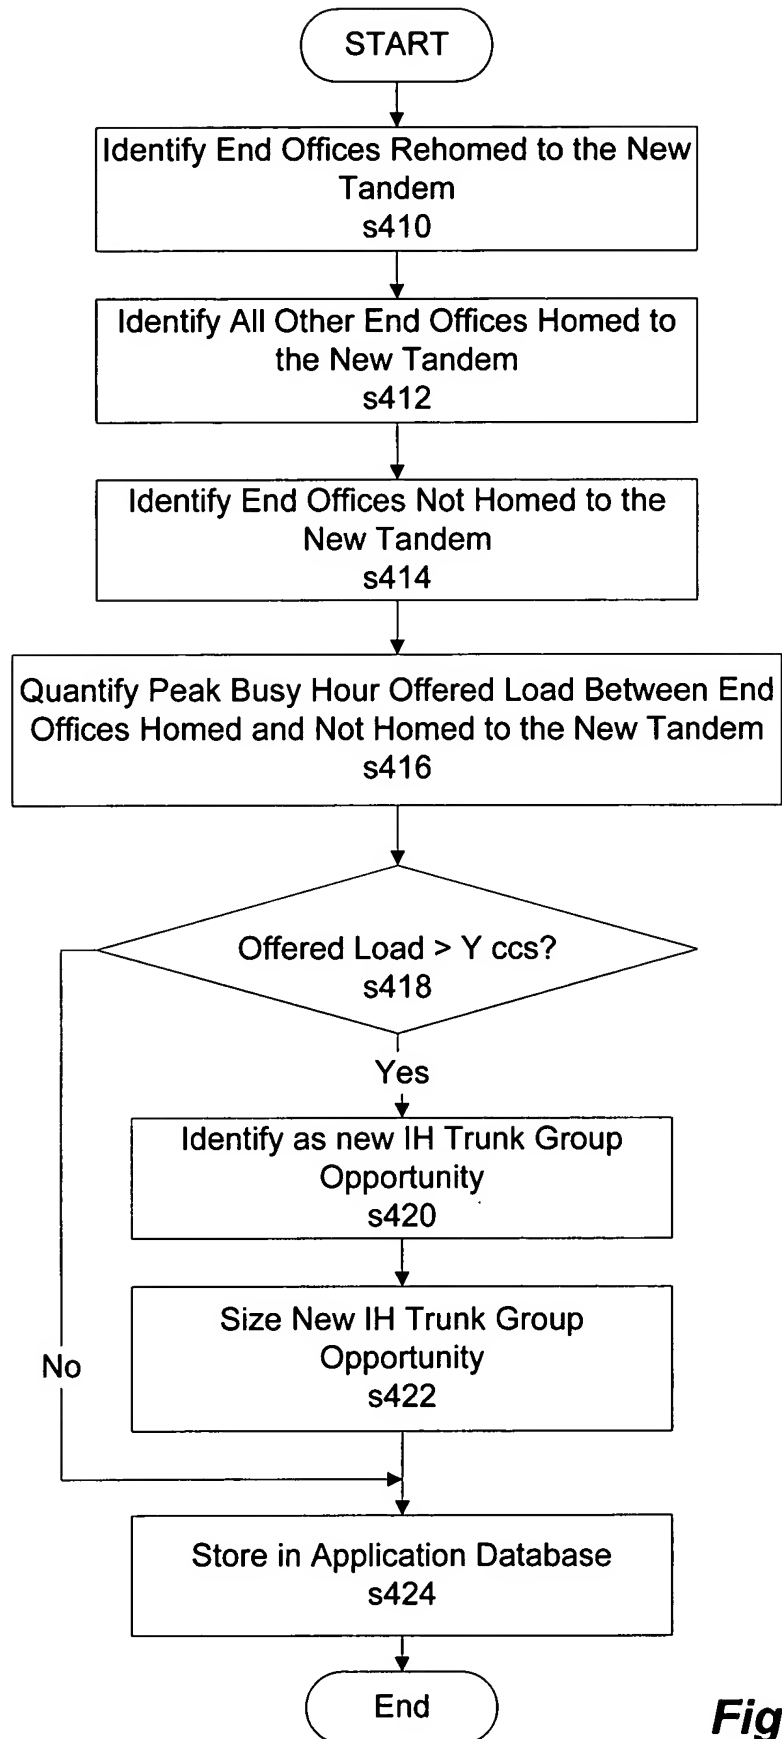 START
Identify End Offices Rehomed to the New
Tandem
s410
Identify All Other End Offices Homed to
the New Tandem
s412
Identify End Offices Not Homed to the
New Tandem
s414
Quantify Peak Busy Hour Offered Load Between End
Offices Homed and Not Homed to the New Tandem
s416
Offered Load > Y ccs?
s418
Yes
Identify as new IH Trunk Group
Opportunity
s420
Size New IH Trunk Group
Opportunity
s422
No
Store in Application Database
s424
End
Fig